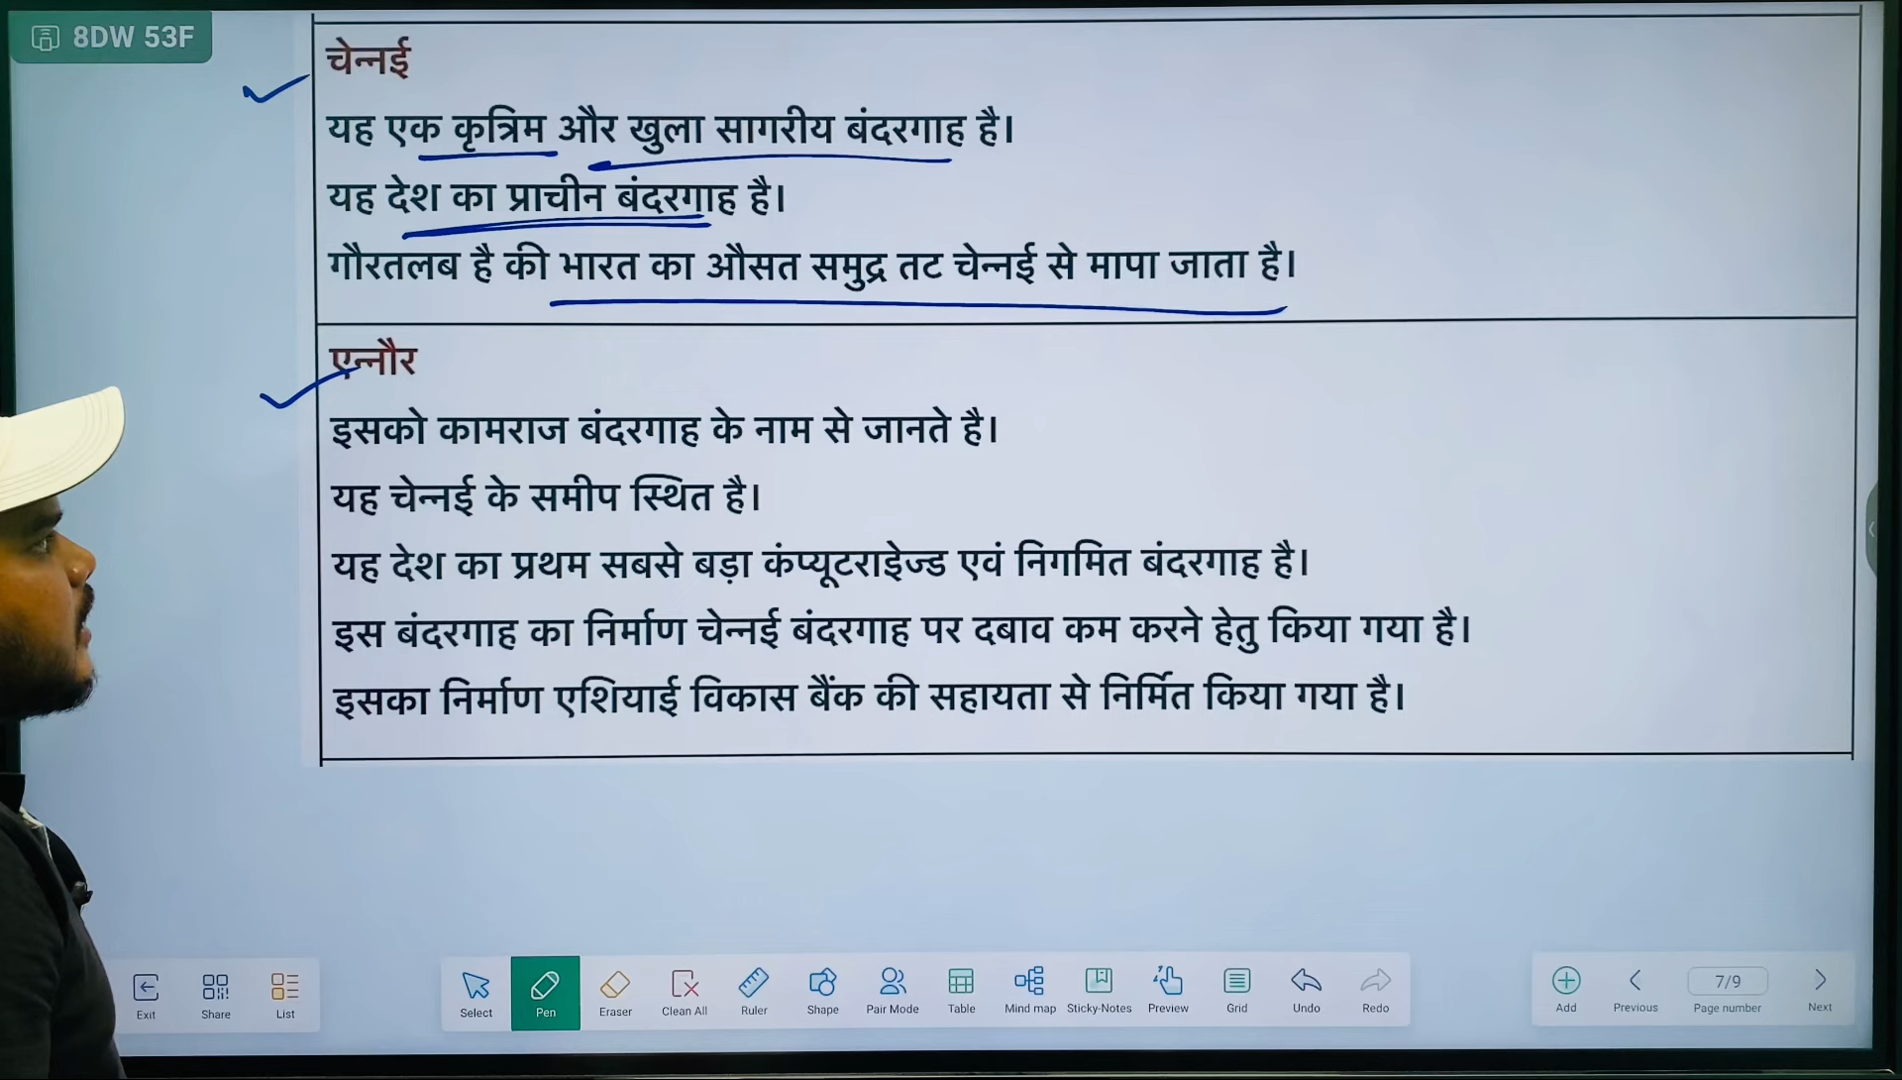 8DW 53F
चेन्नई
यह एक कृत्रिम और खुला सागरीय बंदरगाह है।
यह देश का प्राचीन बंदरगाह है।
गौरतलब है की भारत का औसत समुद्र तट चेन्नई से मापा जाता है।
एन्नौर
इसको कामराज बंदरगाह के नाम से जानते है।
यह चेन्नई के समीप स्थित है।
यह देश का प्रथम सबसे बड़ा कंप्यूटराइेज्ड एवं निगमित बंदरगाह है।
इस बंदरगाह का निर्माण चेन्नई बंदरगाह पर दबाव कम करने हेतु किया गया है।
इसका निर्माण एशियाई विकास बैंक की सहायता से निर्मित किया गया है।
Exit Share List Select Pen Eraser Clean All Ruler Shape Pair Mode Table Mind map Sticky-Notes Preview Grid Undo Redo Add Previous 7/9 Page number Next